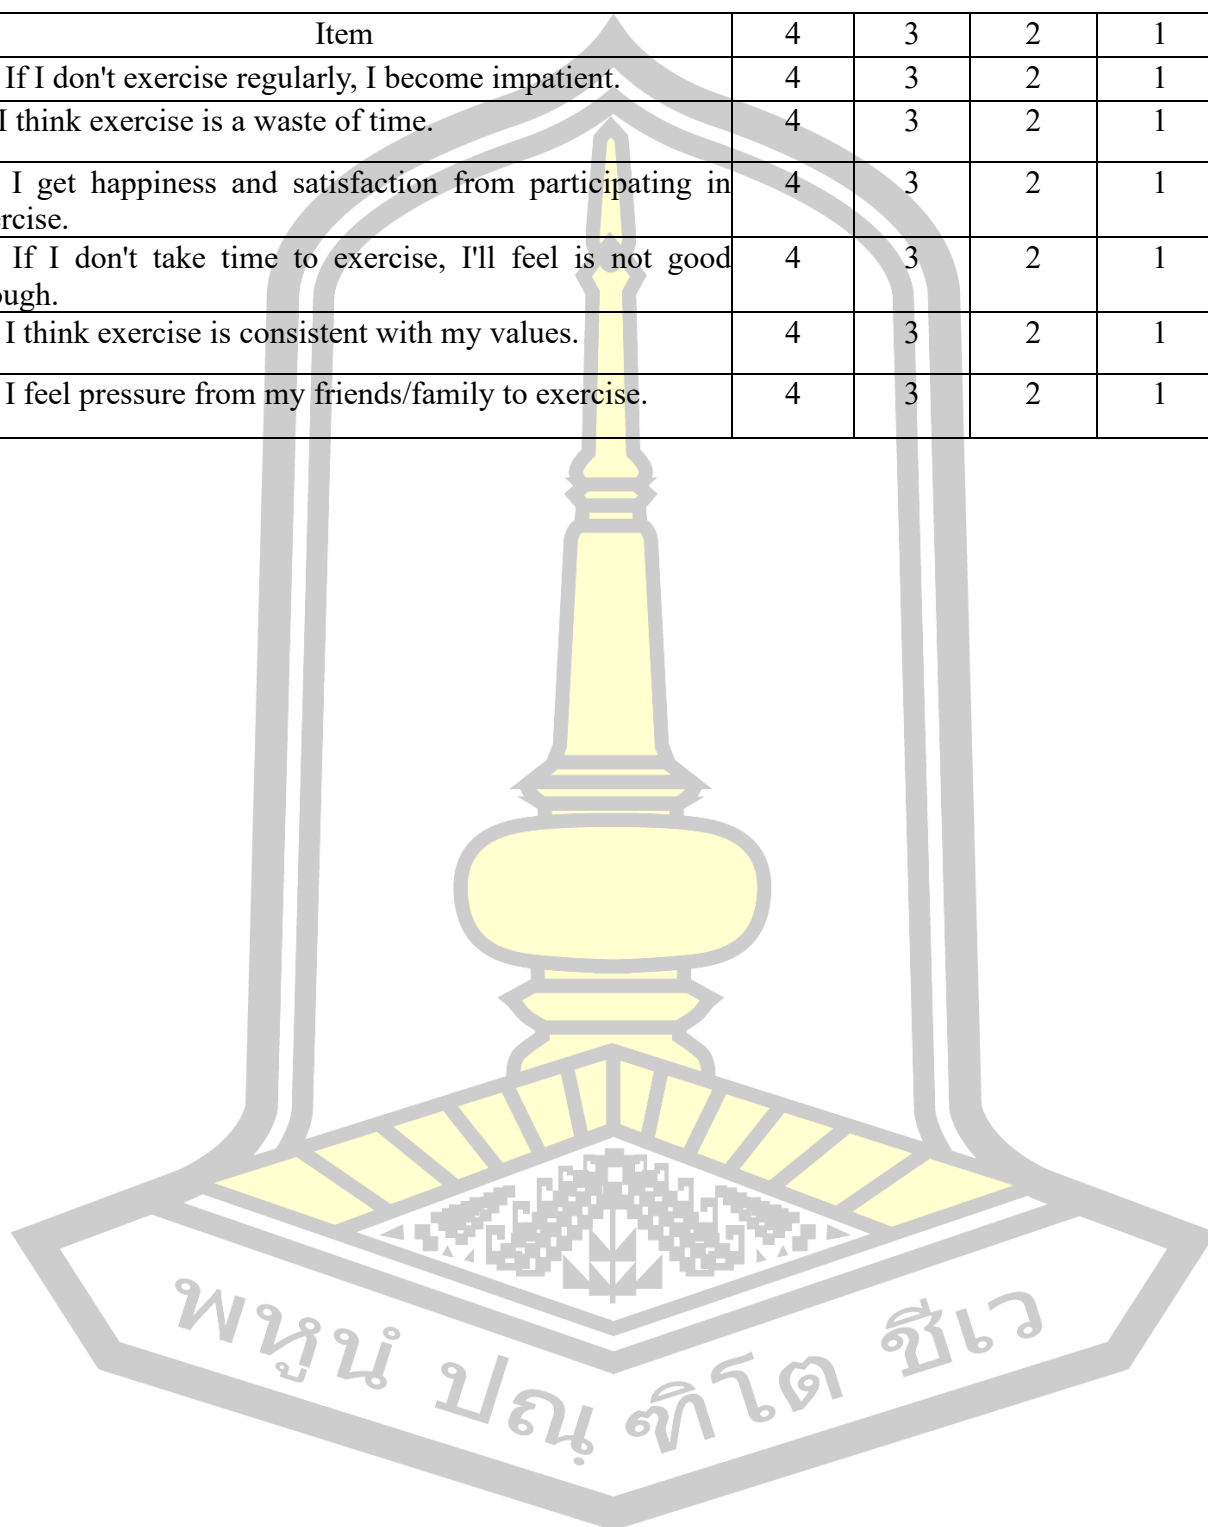 Item 4 3 2 1
If I don't exercise regularly, I become impatient. 4 3 2 1
I think exercise is a waste of time. 4 3 2 1
I get happiness and satisfaction from participating in 4 3 2 1
rcise.
If I don't take time to exercise, I'll feel is not good 4 3 2 1
ough.
I think exercise is consistent with my values. 4 3 2 1
I feel pressure from my friends/family to exercise. 4 3 2 1
พหูนํ ปณฺฑิโต ชีเว